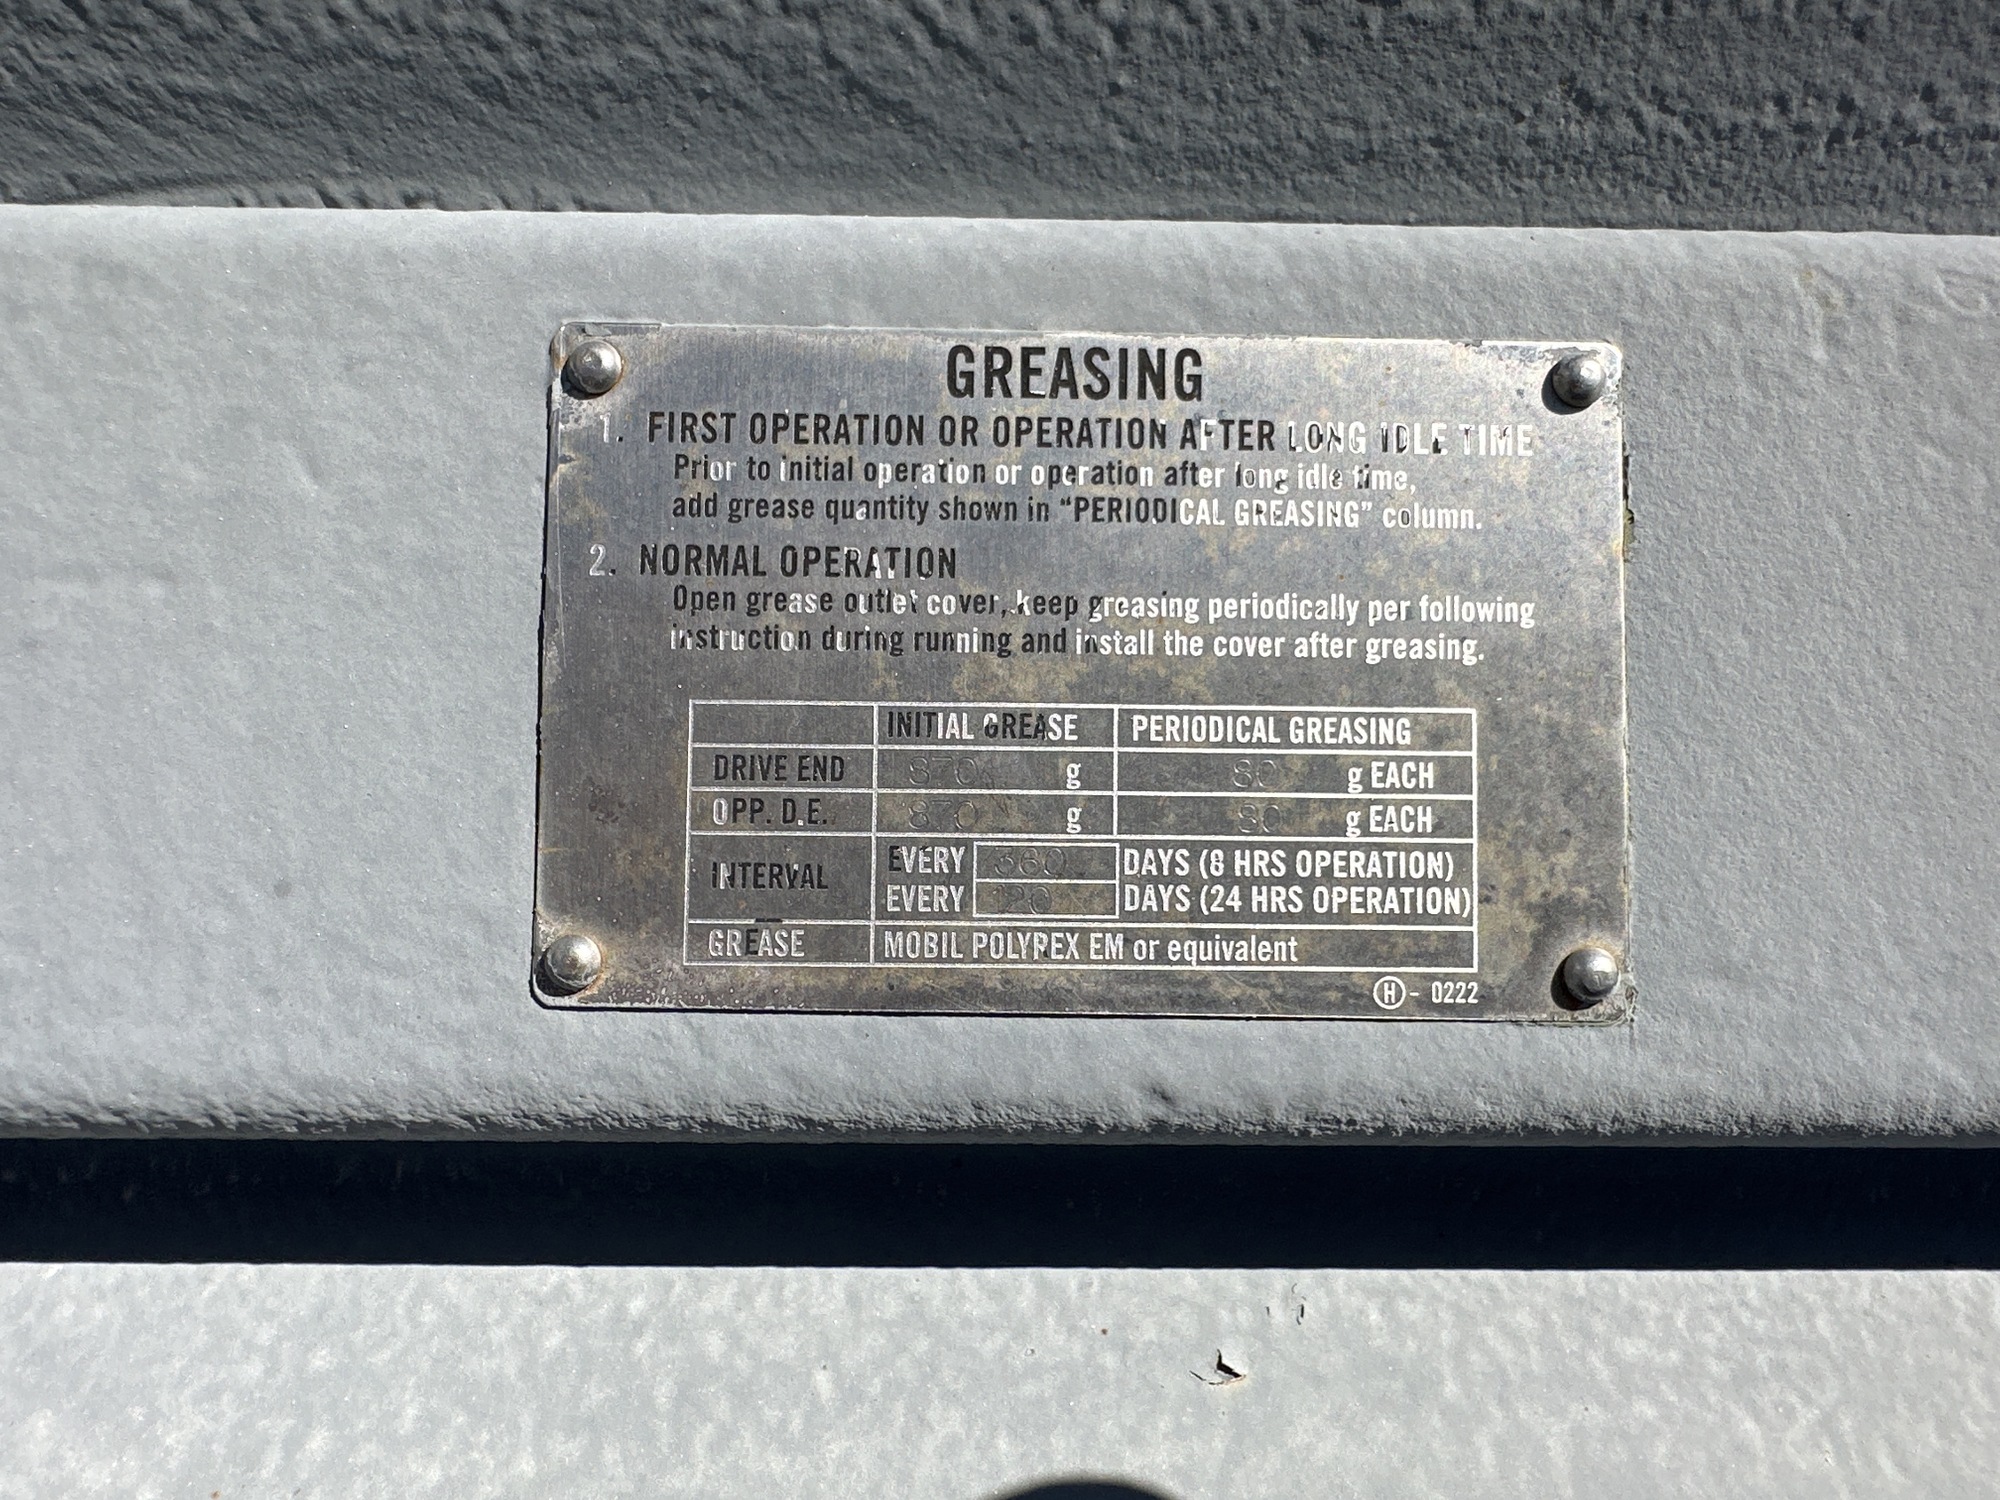 GREASING
1. FIRST OPERATION OR OPERATION AFTER LONG IDLE TIME
Prior to initial operation or operation after long idle time,
add grease quantity shown in "PERIODICAL GREASING" column.
2. NORMAL OPERATION
Open grease outlet cover, keep greasing periodically per following
instruction during running and install the cover after greasing.
INITIAL GREASE PERIODICAL GREASING
DRIVE END 870 g 80 g EACH
OPP. D.E. 870 g 80 g EACH
INTERVAL
EVERY 360 DAYS (8 HRS OPERATION)
EVERY 120 DAYS (24 HRS OPERATION)
GREASE MOBIL POLYREX EM or equivalent
Ⓗ- 0222